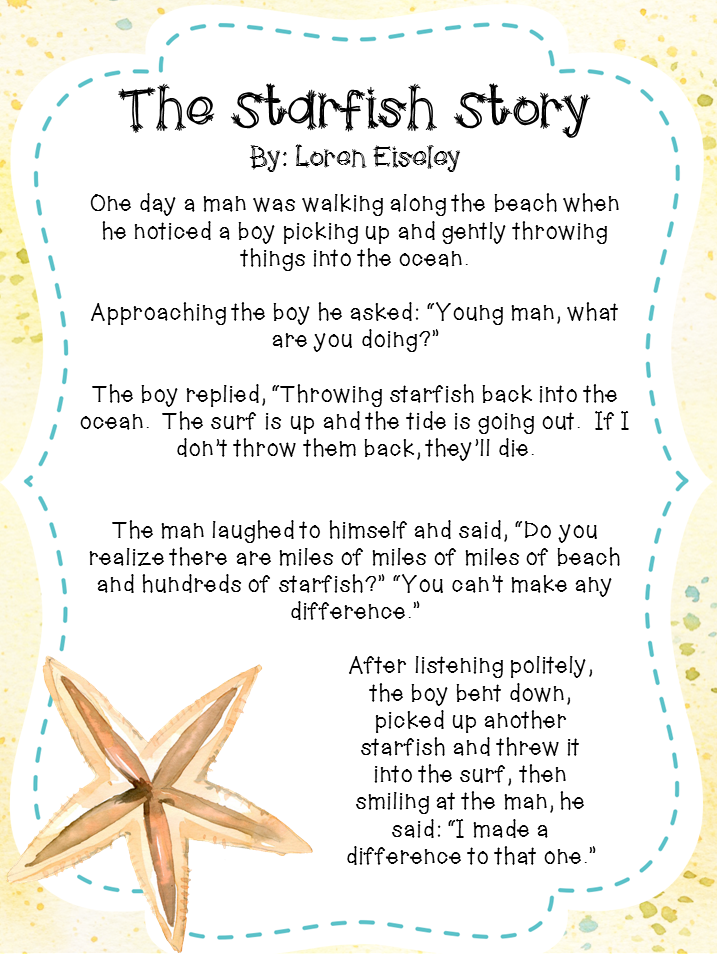 The Starfish Story
By: Loren Eiseley
One day a man was walking along the beach when
he noticed a boy picking up and gently throwing
things into the ocean.
Approaching the boy he asked: “Young man, what
are you doing?”
The boy replied, “Throwing starfish back into the
ocean. The surf is up and the tide is going out. If I
don’t throw them back, they’ll die.
The man laughed to himself and said, “Do you
realize there are miles of miles of miles of beach
and hundreds of starfish?” “You can’t make any
difference.”
After listening politely,
the boy bent down,
picked up another
starfish and threw it
into the surf, then
smiling at the man, he
said: “I made a
difference to that one.”